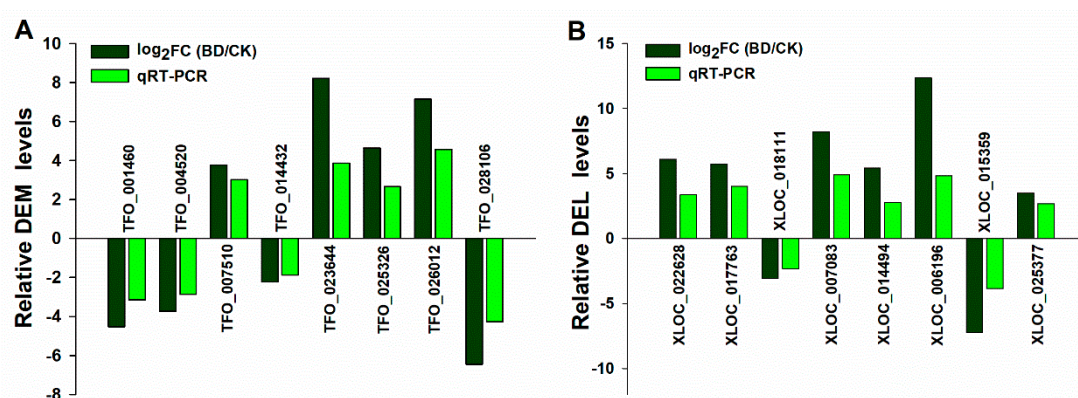 A
Relative DEM levels
10
8
6
4
2
0
-2
-4
-6
-8
log2FC (BD/CK)
qRT-PCR
TFO_001460
TFO_004520
TFO_007510
TFO_014432
TFO_023644
TFO_025326
TFO_026012
TFO_028106
B
Relative DEL levels
15
10
5
0
-5
-10
log2FC (BD/CK)
qRT-PCR
XLOC_022628
XLOC_017763
XLOC_018111
XLOC_007083
XLOC_014494
XLOC_006196
XLOC_015359
XLOC_025377